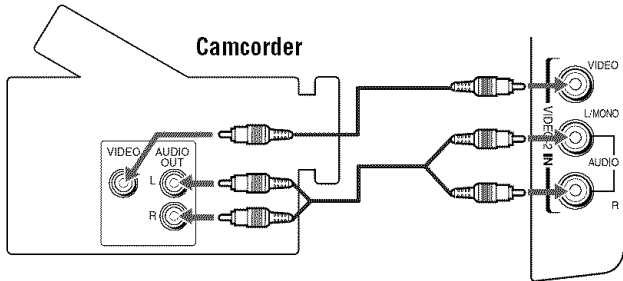 Camcorder
VIDEO
AUDIO
OUT
L
R
VIDEO
L/MONO
AUDIO
R
VIDEO-2 IN